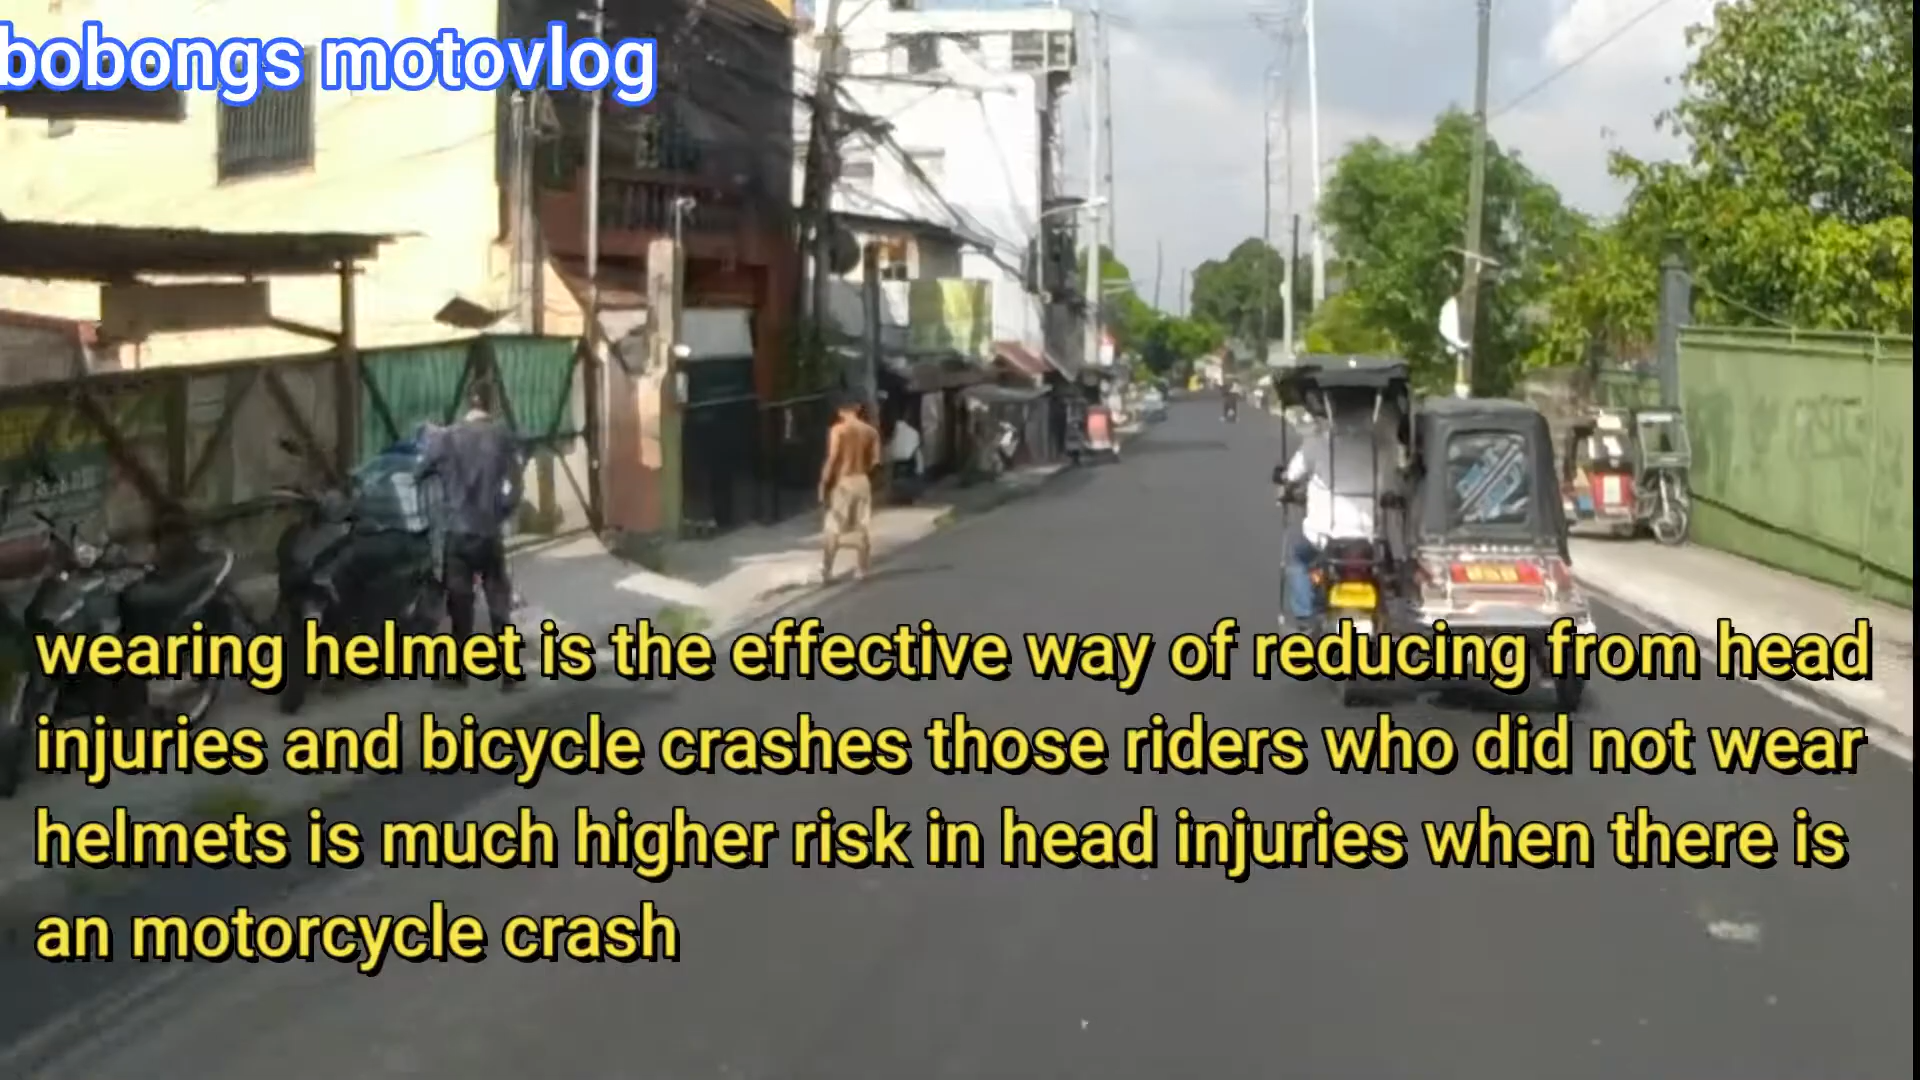 bobongs motovlog
wearing helmet is the effective way of reducing from head
injuries and bicycle crashes those riders who did not wear
helmets is much higher risk in head injuries when there is
an motorcycle crash